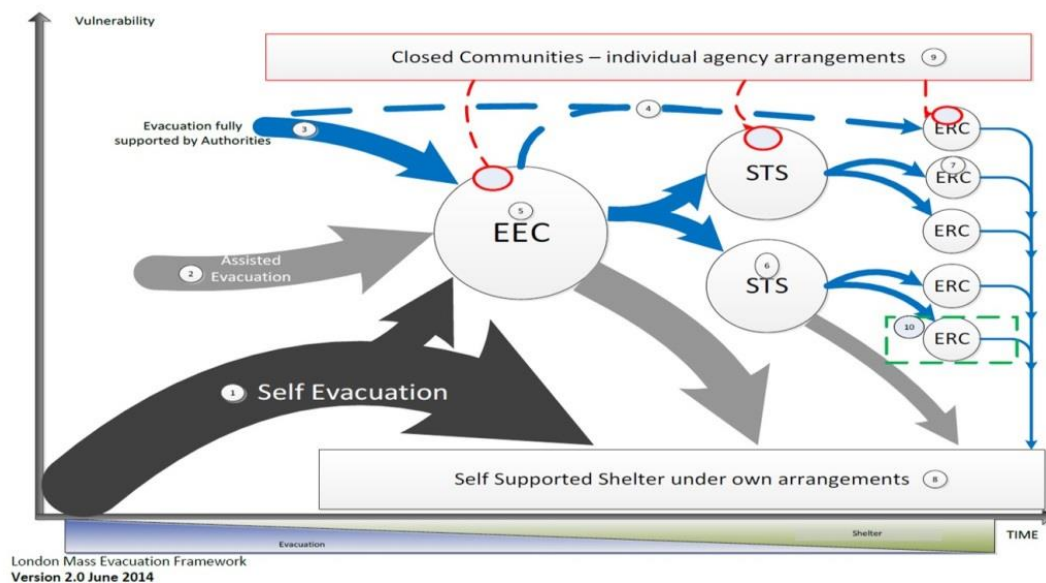 Vulnerability
Closed Communities – individual agency arrangements 9
4
Evacuation fully
supported by Authorities
3
ERC
STS
7
ERC
5
EEC
ERC
Assisted
2
Evacuation
6
STS
ERC
10
ERC
1 Self Evacuation
Self Supported Shelter under own arrangements 8
Evacuation
Shelter
TIME
London Mass Evacuation Framework
Version 2.0 June 2014